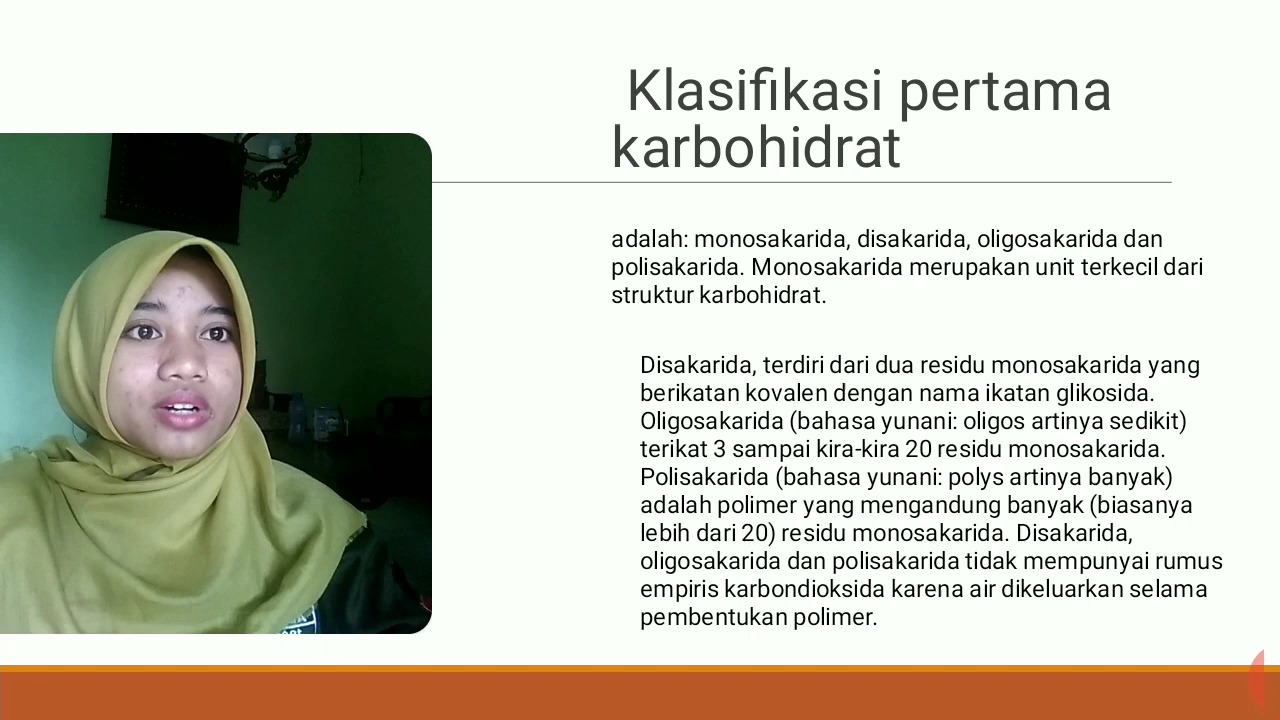 Klasifikasi pertama
karbohidrat
adalah: monosakarida, disakarida, oligosakarida dan
polisakarida. Monosakarida merupakan unit terkecil dari
struktur karbohidrat.
Disakarida, terdiri dari dua residu monosakarida yang
berikatan kovalen dengan nama ikatan glikosida.
Oligosakarida (bahasa yunani: oligos artinya sedikit)
terikat 3 sampai kira-kira 20 residu monosakarida.
Polisakarida (bahasa yunani: polys artinya banyak)
adalah polimer yang mengandung banyak (biasanya
lebih dari 20) residu monosakarida. Disakarida,
oligosakarida dan polisakarida tidak mempunyai rumus
empiris karbondioksida karena air dikeluarkan selama
pembentukan polimer.